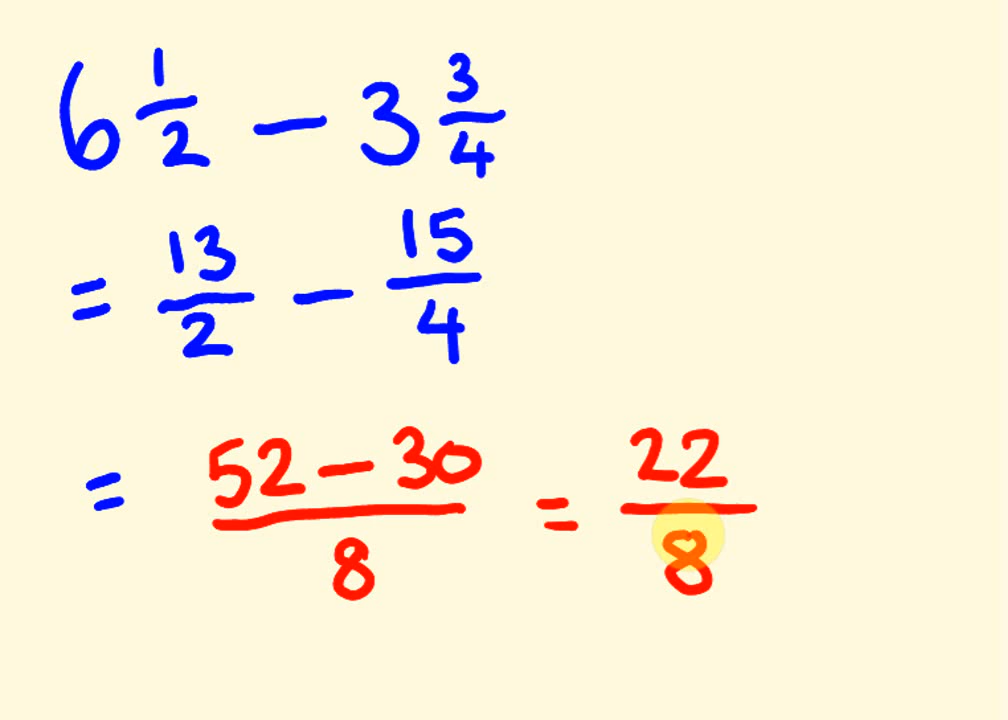 6 1/2 − 3 3/4
= 13/2 − 15/4
= (52 − 30)/8 = 22/8